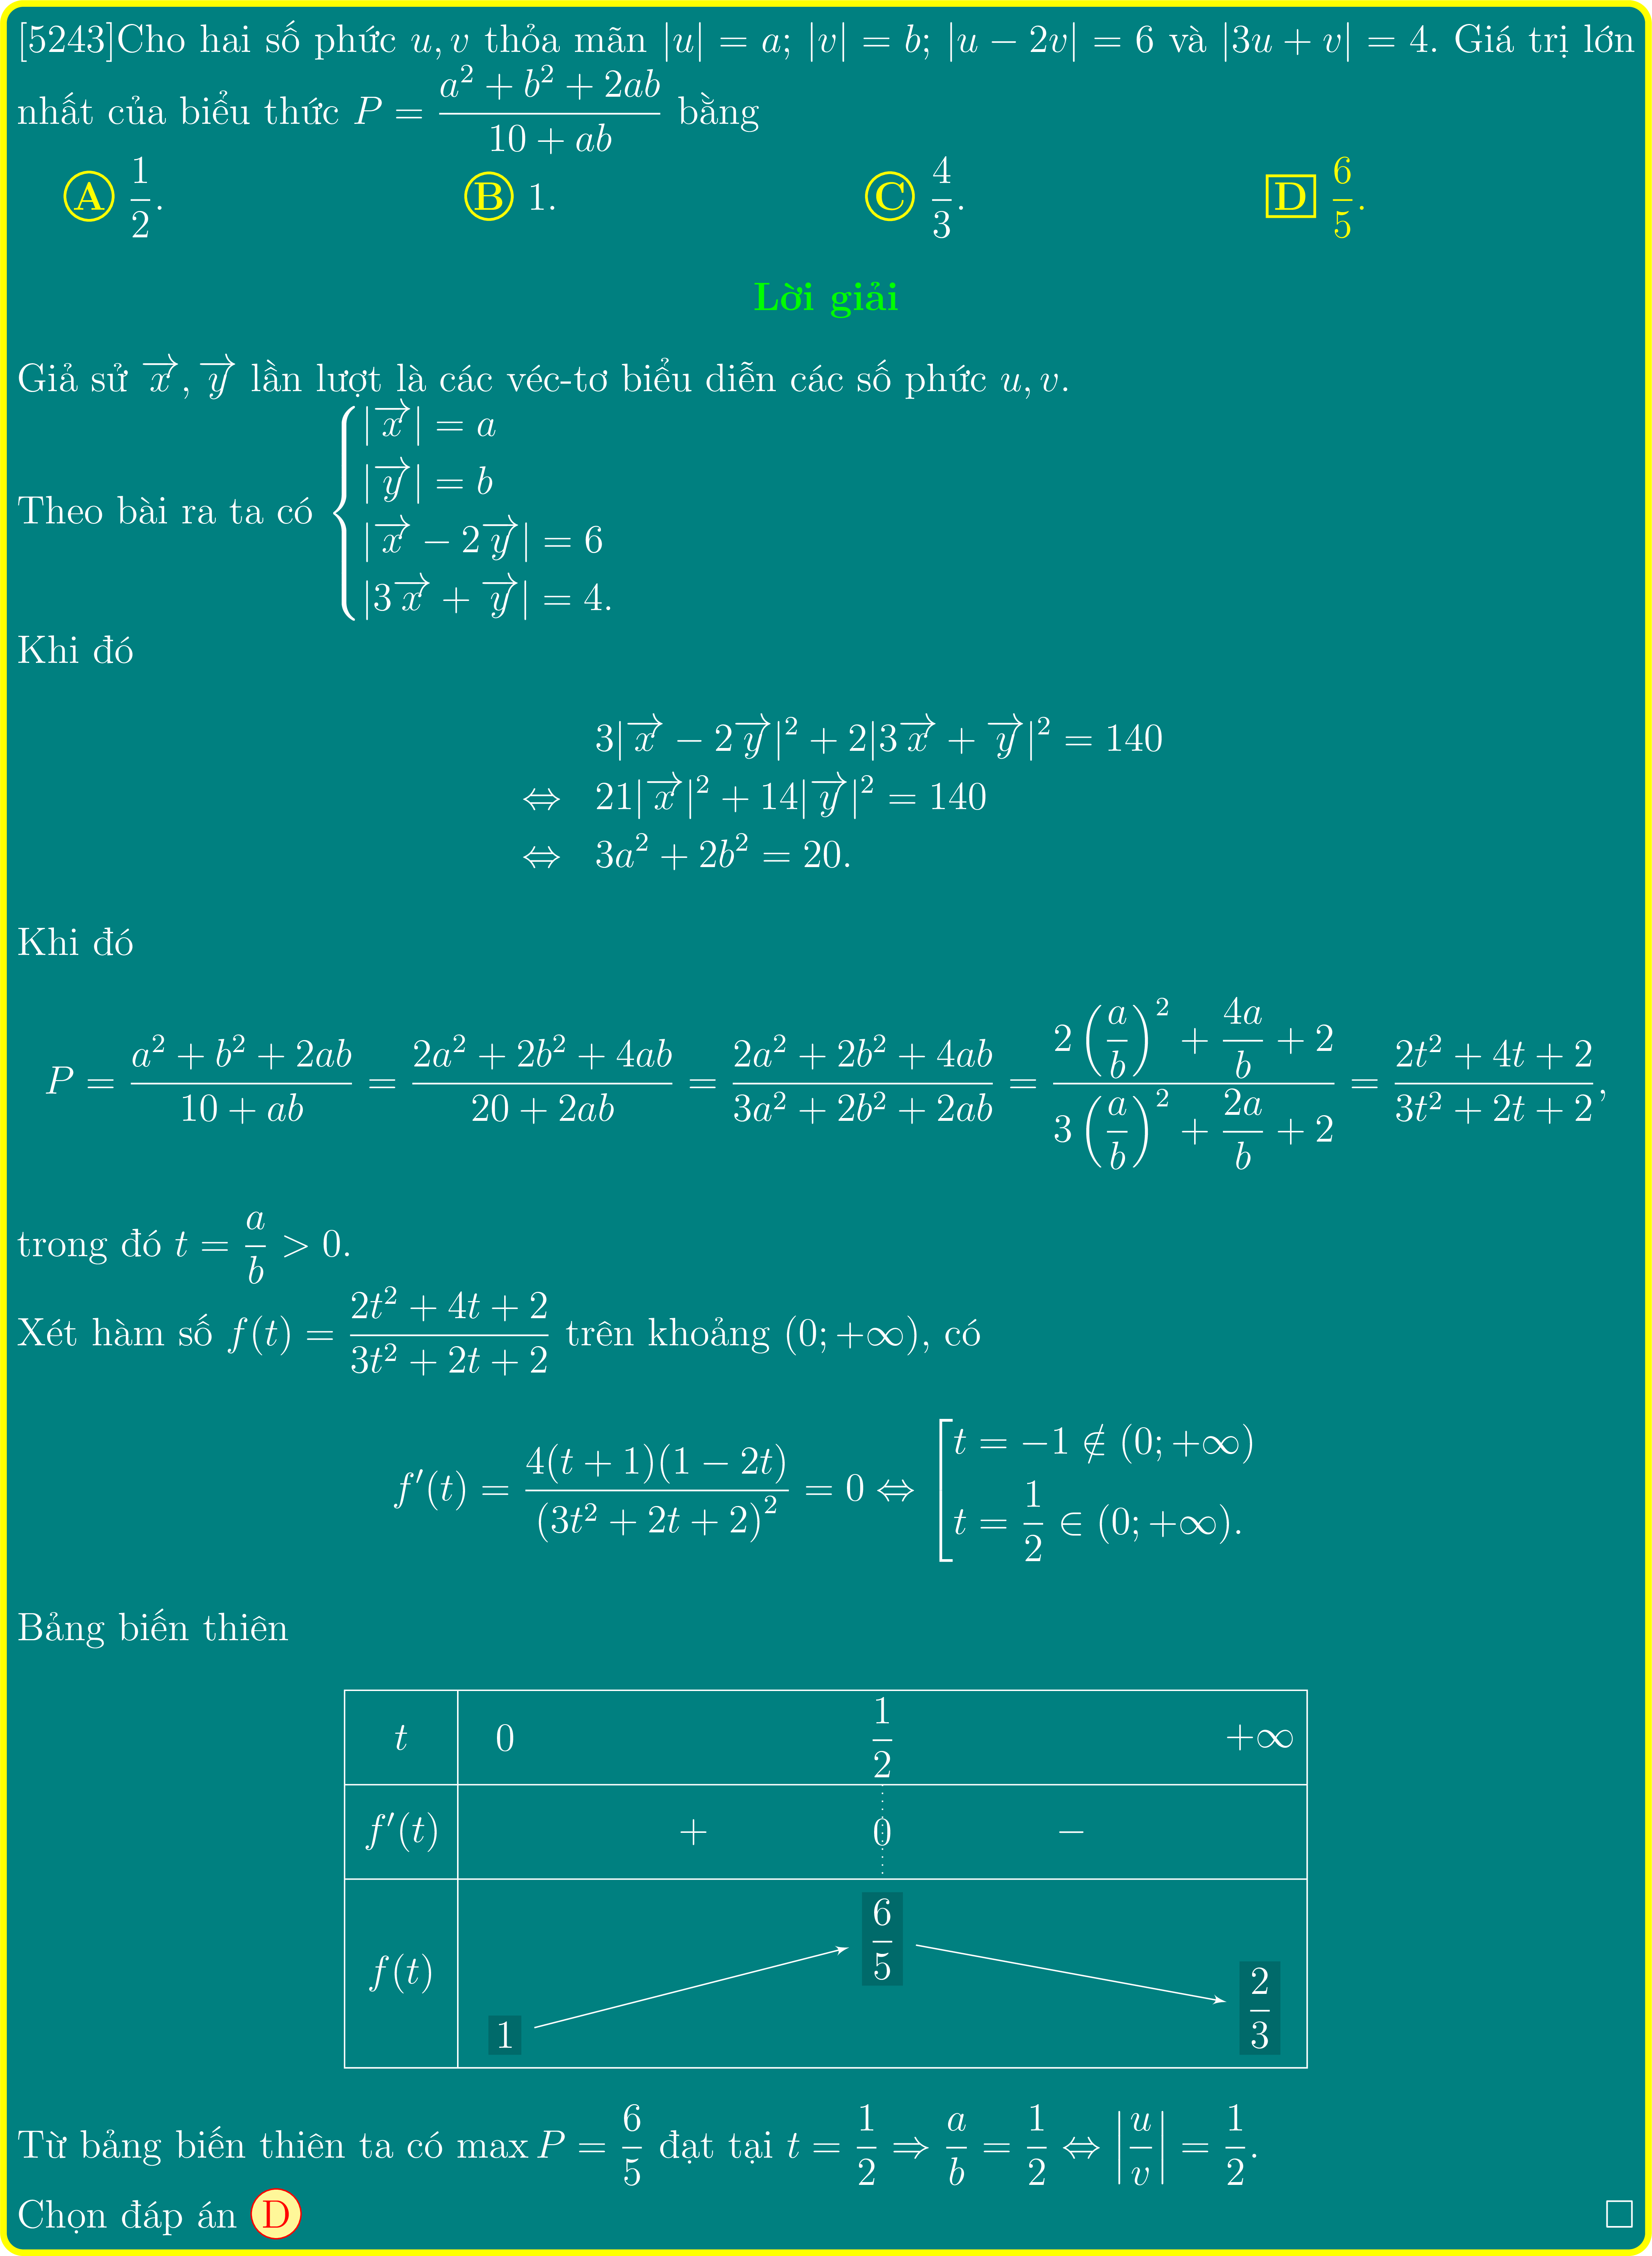 [5243]Cho hai số phức u, v thỏa mãn |u| = a; |v| = b; |u − 2v| = 6 và |3u + v| = 4. Giá trị lớn
nhất của biểu thức P = \frac{a^2 + b^2 + 2ab}{10 + ab} bằng
A \frac{1}{2}. B 1. C \frac{4}{3}. D \frac{6}{5}.
Lời giải
Giả sử \overrightarrow{x}, \overrightarrow{y} lần lượt là các véc-tơ biểu diễn các số phức u, v.
Theo bài ra ta có \begin{cases} |\overrightarrow{x}| = a \\ |\overrightarrow{y}| = b \\ |\overrightarrow{x} − 2\overrightarrow{y}| = 6 \\ |3\overrightarrow{x} + \overrightarrow{y}| = 4. \end{cases}
Khi đó
3|\overrightarrow{x} − 2\overrightarrow{y}|^2 + 2|3\overrightarrow{x} + \overrightarrow{y}|^2 = 140
⇔ 21|\overrightarrow{x}|^2 + 14|\overrightarrow{y}|^2 = 140
⇔ 3a^2 + 2b^2 = 20.
Khi đó
P = \frac{a^2 + b^2 + 2ab}{10 + ab} = \frac{2a^2 + 2b^2 + 4ab}{20 + 2ab} = \frac{2a^2 + 2b^2 + 4ab}{3a^2 + 2b^2 + 2ab} = \frac{2\left(\frac{a}{b}\right)^2 + \frac{4a}{b} + 2}{3\left(\frac{a}{b}\right)^2 + \frac{2a}{b} + 2} = \frac{2t^2 + 4t + 2}{3t^2 + 2t + 2},
trong đó t = \frac{a}{b} > 0.
Xét hàm số f(t) = \frac{2t^2 + 4t + 2}{3t^2 + 2t + 2} trên khoảng (0; +∞), có
f′(t) = \frac{4(t + 1)(1 − 2t)}{(3t^2 + 2t + 2)^2} = 0 ⇔ \left[\begin{array}{l} t = −1 ∉ (0; +∞) \\ t = \frac{1}{2} ∈ (0; +∞). \end{array}\right.
Bảng biến thiên
t 0 \frac{1}{2} +∞
f′(t) + 0 −
f(t) 1 \frac{6}{5} \frac{2}{3}
Từ bảng biến thiên ta có max P = \frac{6}{5} đạt tại t = \frac{1}{2} ⇒ \frac{a}{b} = \frac{1}{2} ⇔ \left|\frac{u}{v}\right| = \frac{1}{2}.
Chọn đáp án D □